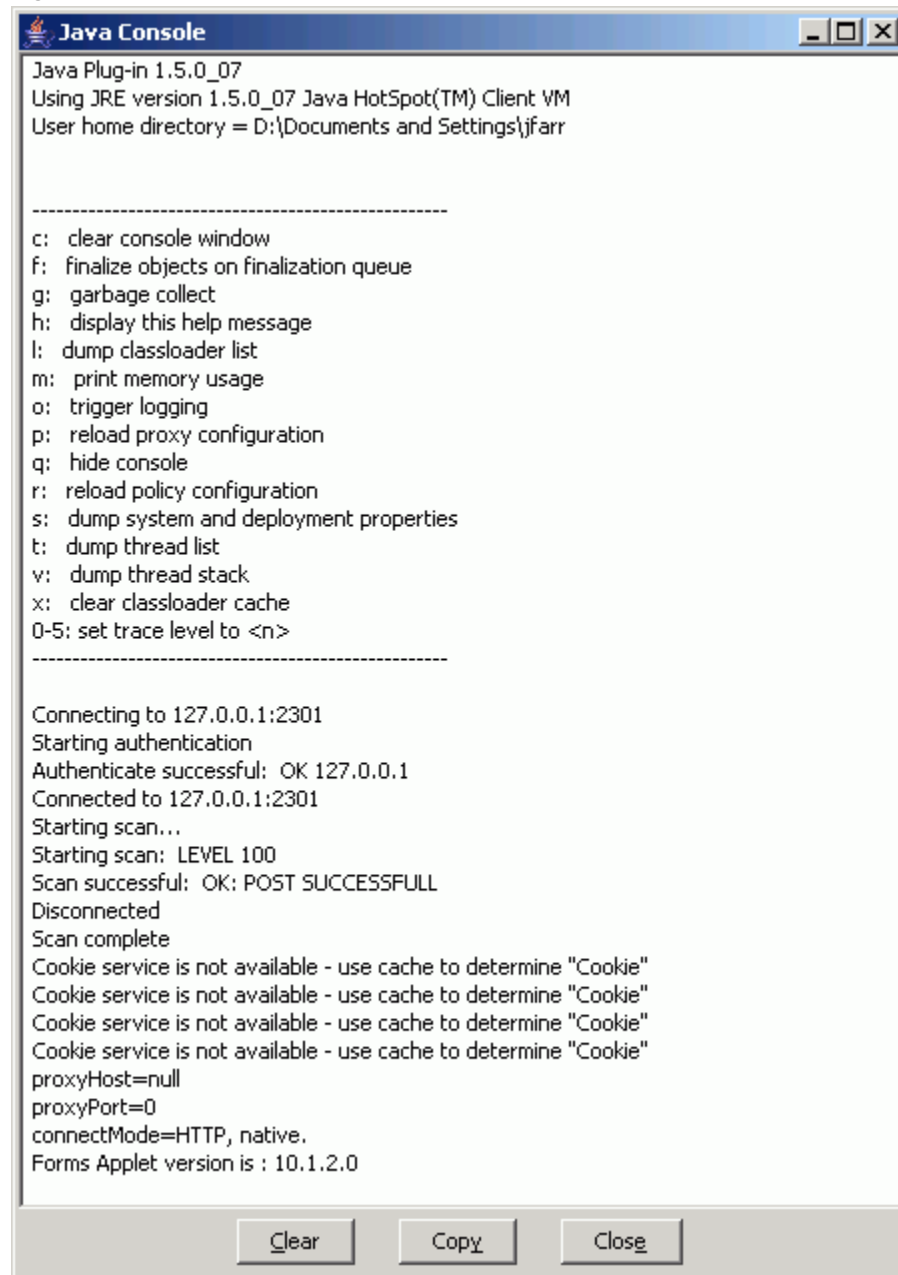 Java Console
Java Plug-in 1.5.0_07
Using JRE version 1.5.0_07 Java HotSpot(TM) Client VM
User home directory = D:\Documents and Settings\jfarr
----------------------------------------------------
c: clear console window
f: finalize objects on finalization queue
g: garbage collect
h: display this help message
l: dump classloader list
m: print memory usage
o: trigger logging
p: reload proxy configuration
q: hide console
r: reload policy configuration
s: dump system and deployment properties
t: dump thread list
v: dump thread stack
x: clear classloader cache
0-5: set trace level to <n>
----------------------------------------------------
Connecting to 127.0.0.1:2301
Starting authentication
Authenticate successful: OK 127.0.0.1
Connected to 127.0.0.1:2301
Starting scan...
Starting scan: LEVEL 100
Scan successful: OK: POST SUCCESSFULL
Disconnected
Scan complete
Cookie service is not available - use cache to determine "Cookie"
Cookie service is not available - use cache to determine "Cookie"
Cookie service is not available - use cache to determine "Cookie"
Cookie service is not available - use cache to determine "Cookie"
proxyHost=null
proxyPort=0
connectMode=HTTP, native.
Forms Applet version is : 10.1.2.0
Clear Copy Close